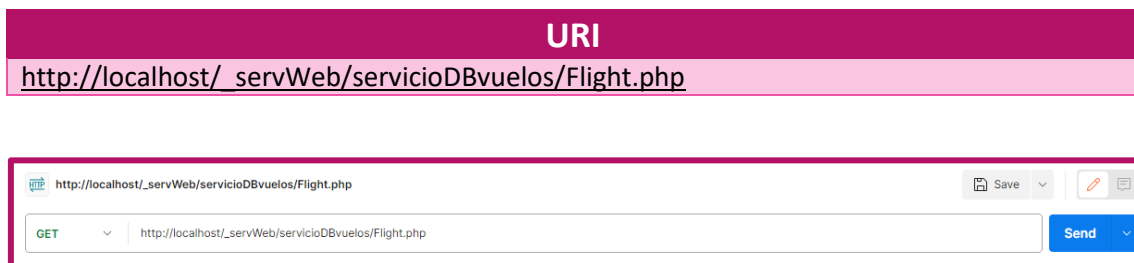 URI
http://localhost/_servWeb/servicioDBvuelos/Flight.php
HTTP http://localhost/_servWeb/servicioDBvuelos/Flight.php Save
GET http://localhost/_servWeb/servicioDBvuelos/Flight.php Send